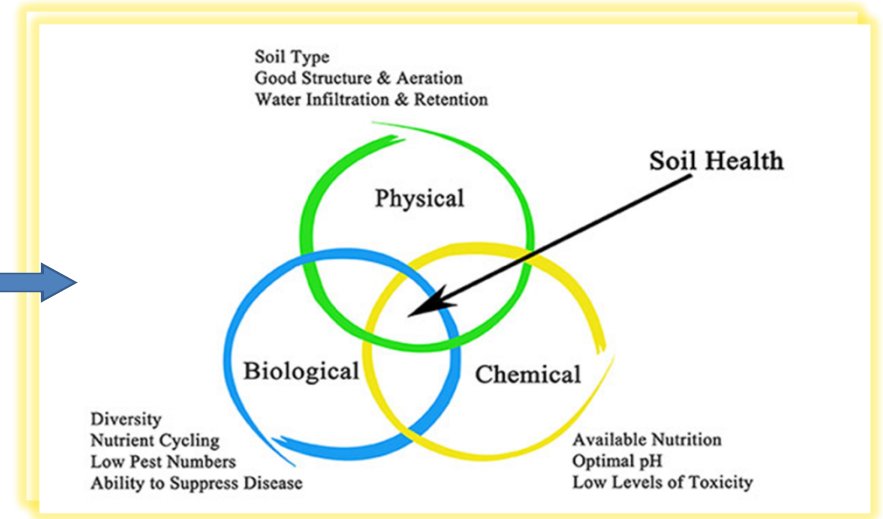 Soil Type
Good Structure & Aeration
Water Infiltration & Retention
Soil Health
Physical
Biological
Chemical
Diversity
Nutrient Cycling
Low Pest Numbers
Ability to Suppress Disease
Available Nutrition
Optimal pH
Low Levels of Toxicity